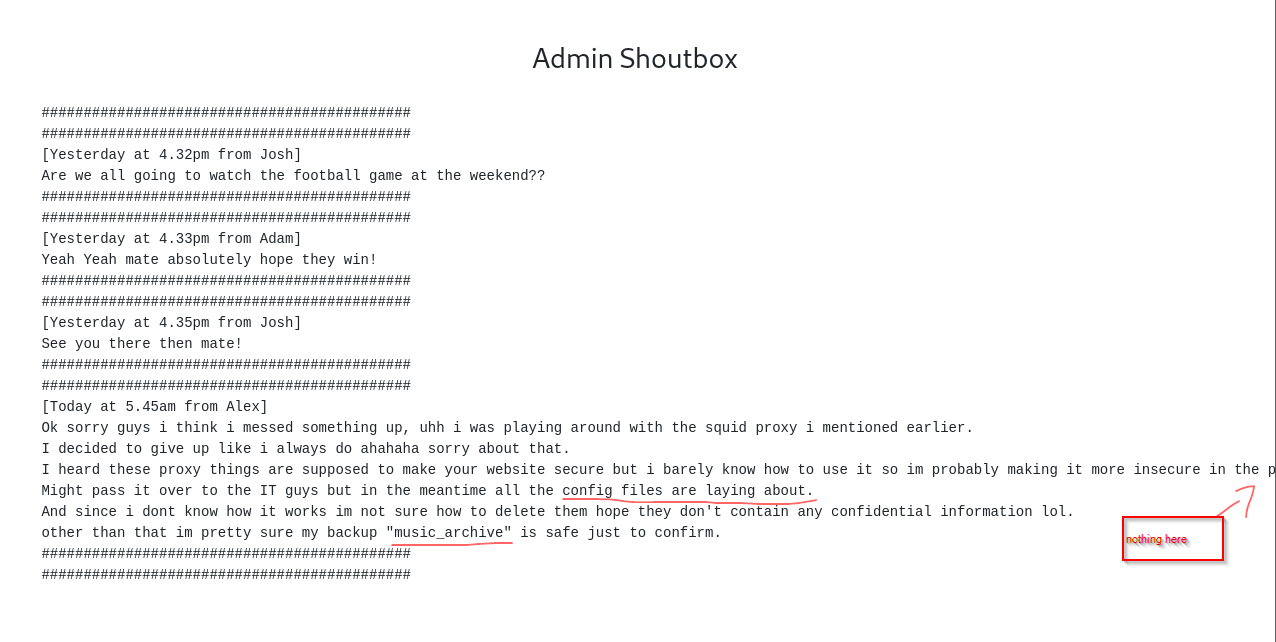 Admin Shoutbox
############################################
############################################
[Yesterday at 4.32pm from Josh]
Are we all going to watch the football game at the weekend??
############################################
############################################
[Yesterday at 4.33pm from Adam]
Yeah Yeah mate absolutely hope they win!
############################################
############################################
[Yesterday at 4.35pm from Josh]
See you there then mate!
############################################
############################################
[Today at 5.45am from Alex]
Ok sorry guys i think i messed something up, uhh i was playing around with the squid proxy i mentioned earlier.
I decided to give up like i always do ahahaha sorry about that.
I heard these proxy things are supposed to make your website secure but i barely know how to use it so im probably making it more insecure in the p
Might pass it over to the IT guys but in the meantime all the config files are laying about.
And since i dont know how it works im not sure how to delete them hope they don't contain any confidential information lol.
other than that im pretty sure my backup "music_archive" is safe just to confirm.
############################################
############################################
nothing here